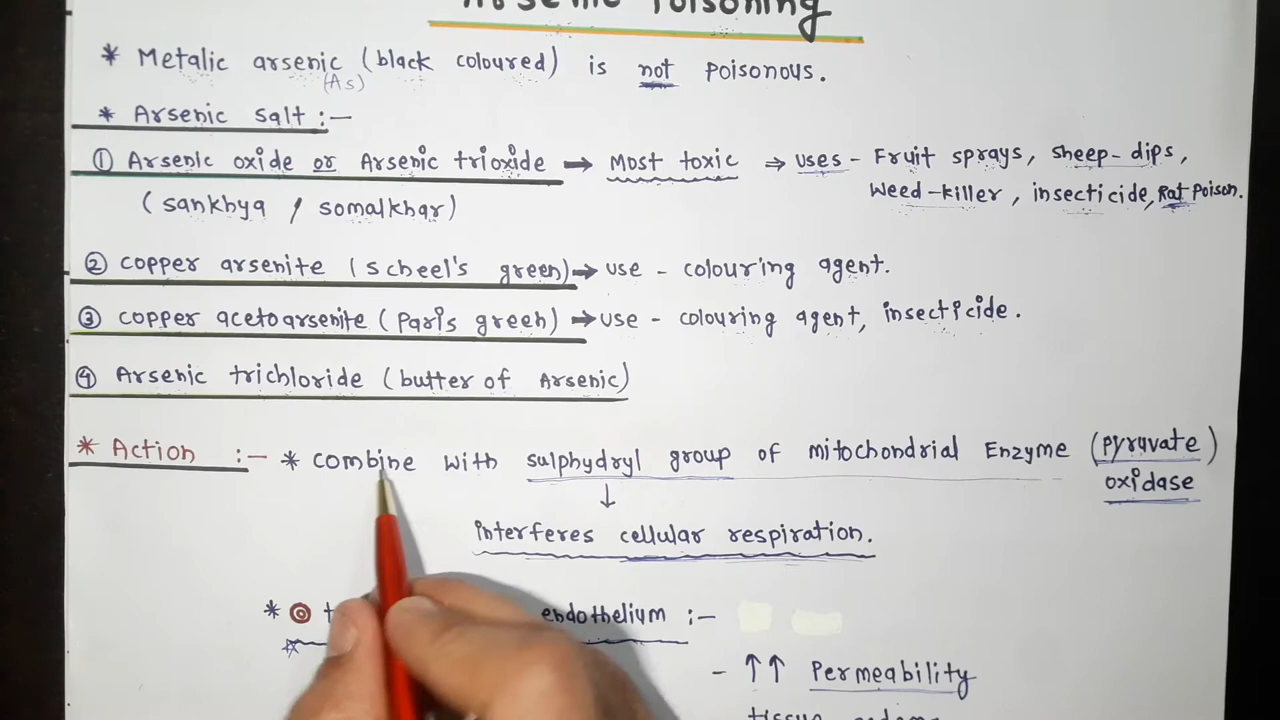 Arsenic Poisoning
* Metalic arsenic (black coloured) is not poisonous.
(As)
* Arsenic salt :-
① Arsenic oxide or Arsenic trioxide → Most toxic ⇒ uses - Fruit sprays, sheep-dips,
(sankhya / somalkhar) weed-killer, insecticide, Rat poison.
② copper arsenite (scheel's green) → use - colouring agent.
③ copper acetoarsenite (paris green) → use - colouring agent, insecticide.
④ Arsenic trichloride (butter of Arsenic)
* Action :- * combine with sulphydryl group of mitochondrial Enzyme (pyruvate
oxidase)
↓
interferes cellular respiration.
* endothelium :-
- ↑↑ Permeability
tissue